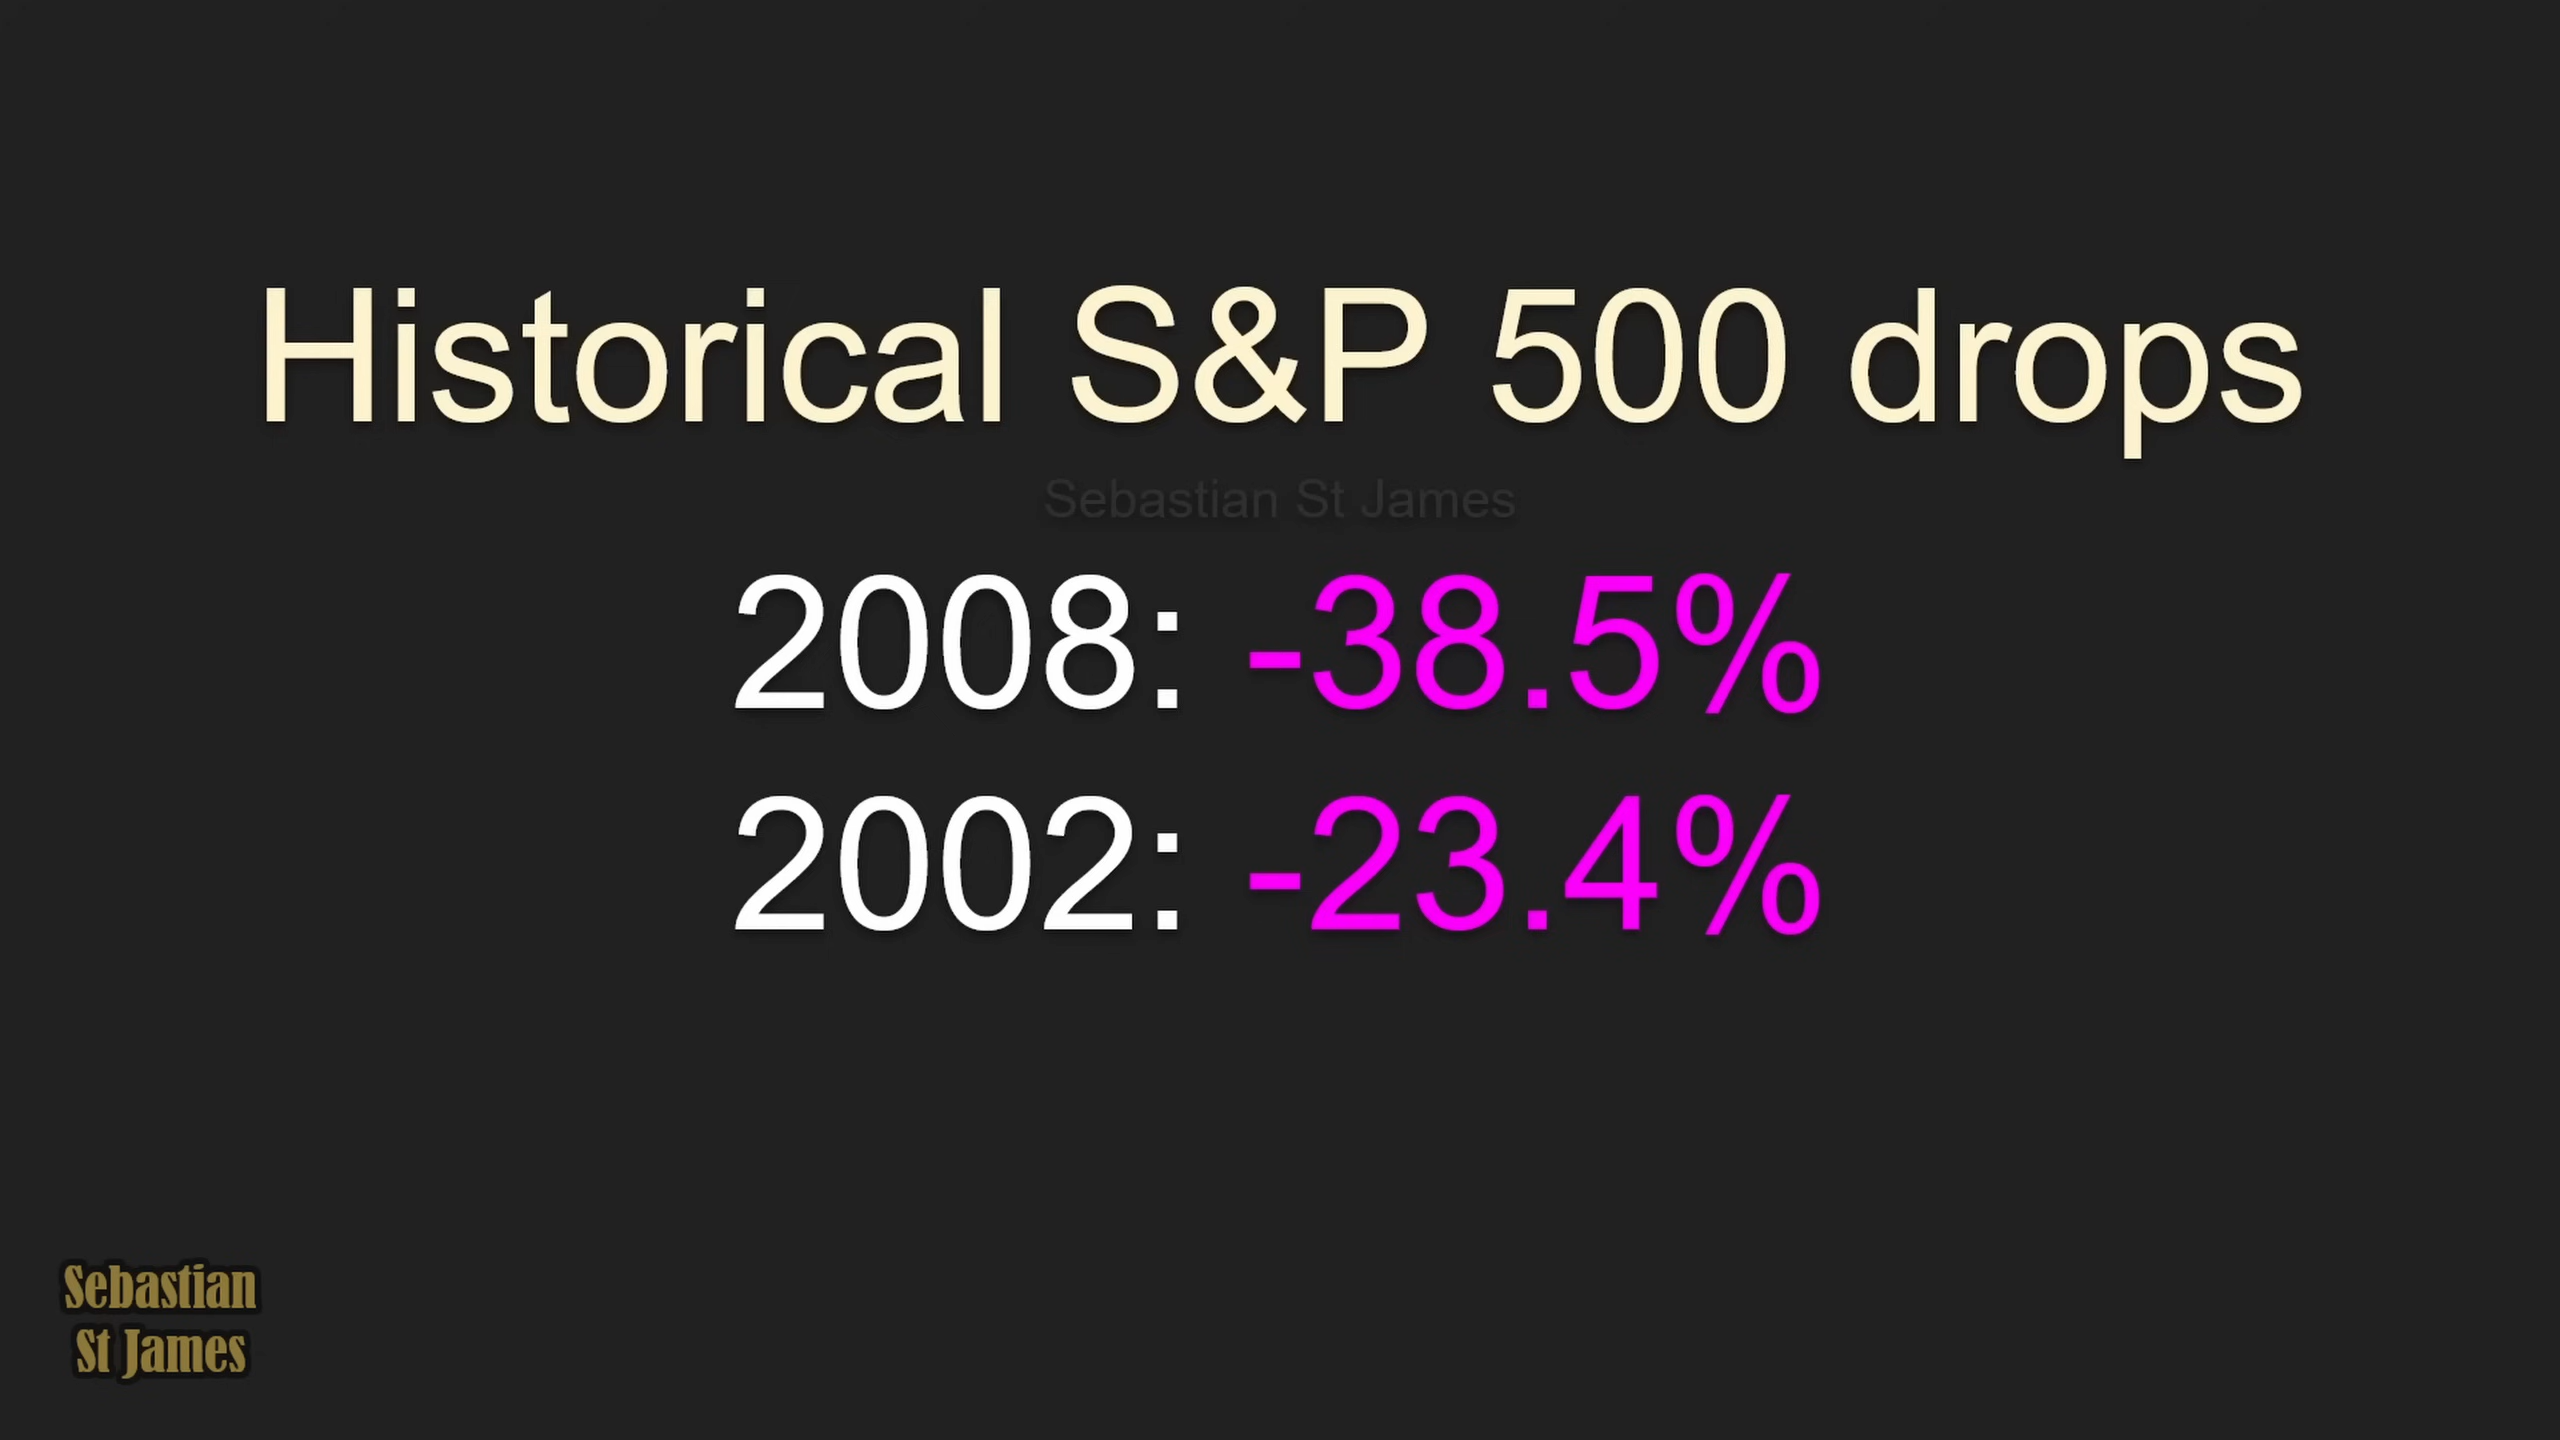 Historical S&P 500 drops
Sebastian St James
2008: -38.5%
2002: -23.4%
Sebastian
St James